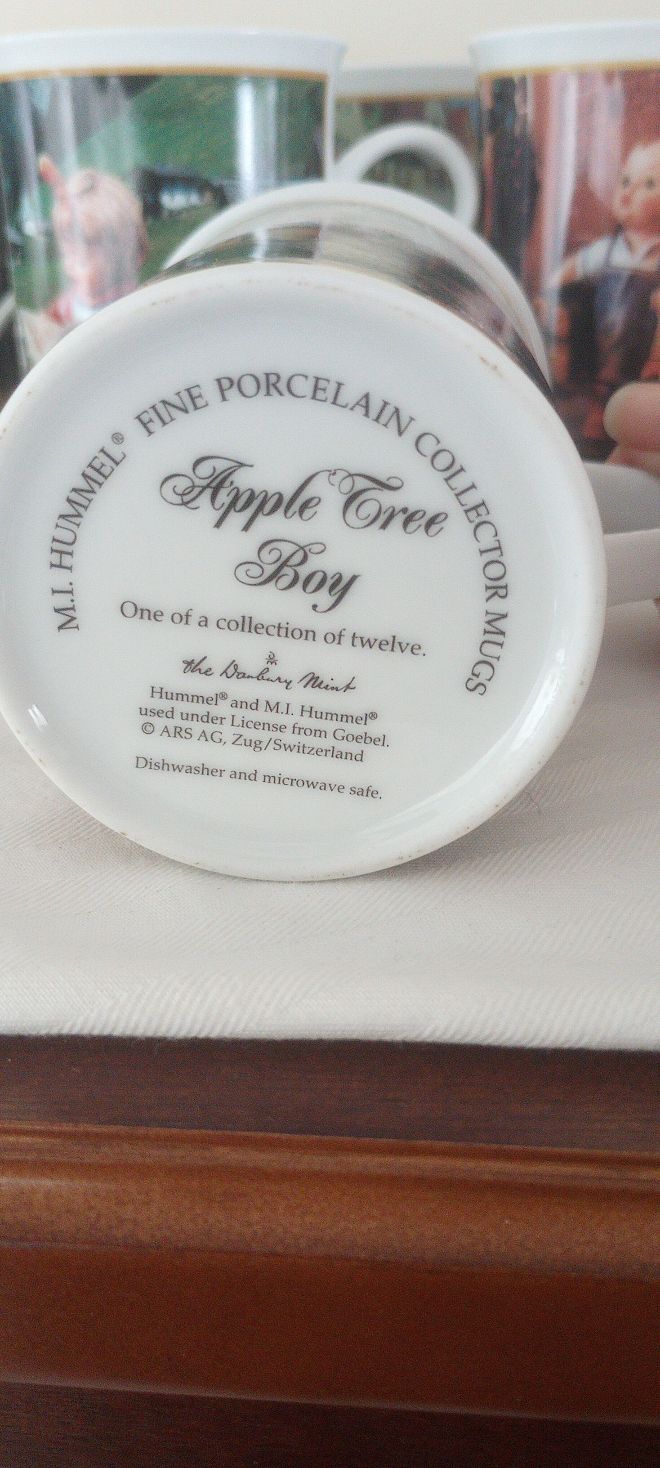 M.I. HUMMEL® FINE PORCELAIN COLLECTOR MUGS
Apple Tree
Boy
One of a collection of twelve.
the Danbury Mint
Hummel® and M.I. Hummel®
used under License from Goebel.
© ARS AG, Zug/Switzerland
Dishwasher and microwave safe.